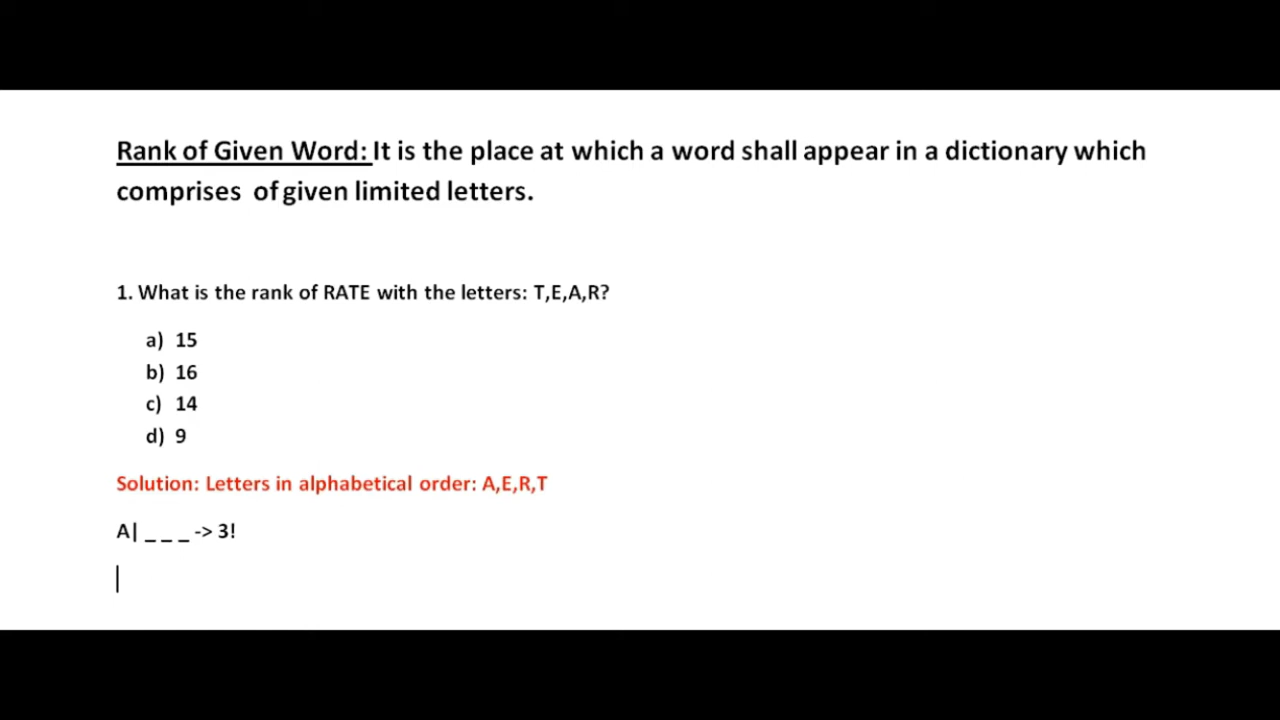 Rank of Given Word: It is the place at which a word shall appear in a dictionary which
comprises of given limited letters.
1. What is the rank of RATE with the letters: T,E,A,R?
a) 15
b) 16
c) 14
d) 9
Solution: Letters in alphabetical order: A,E,R,T
A| _ _ _ -> 3!